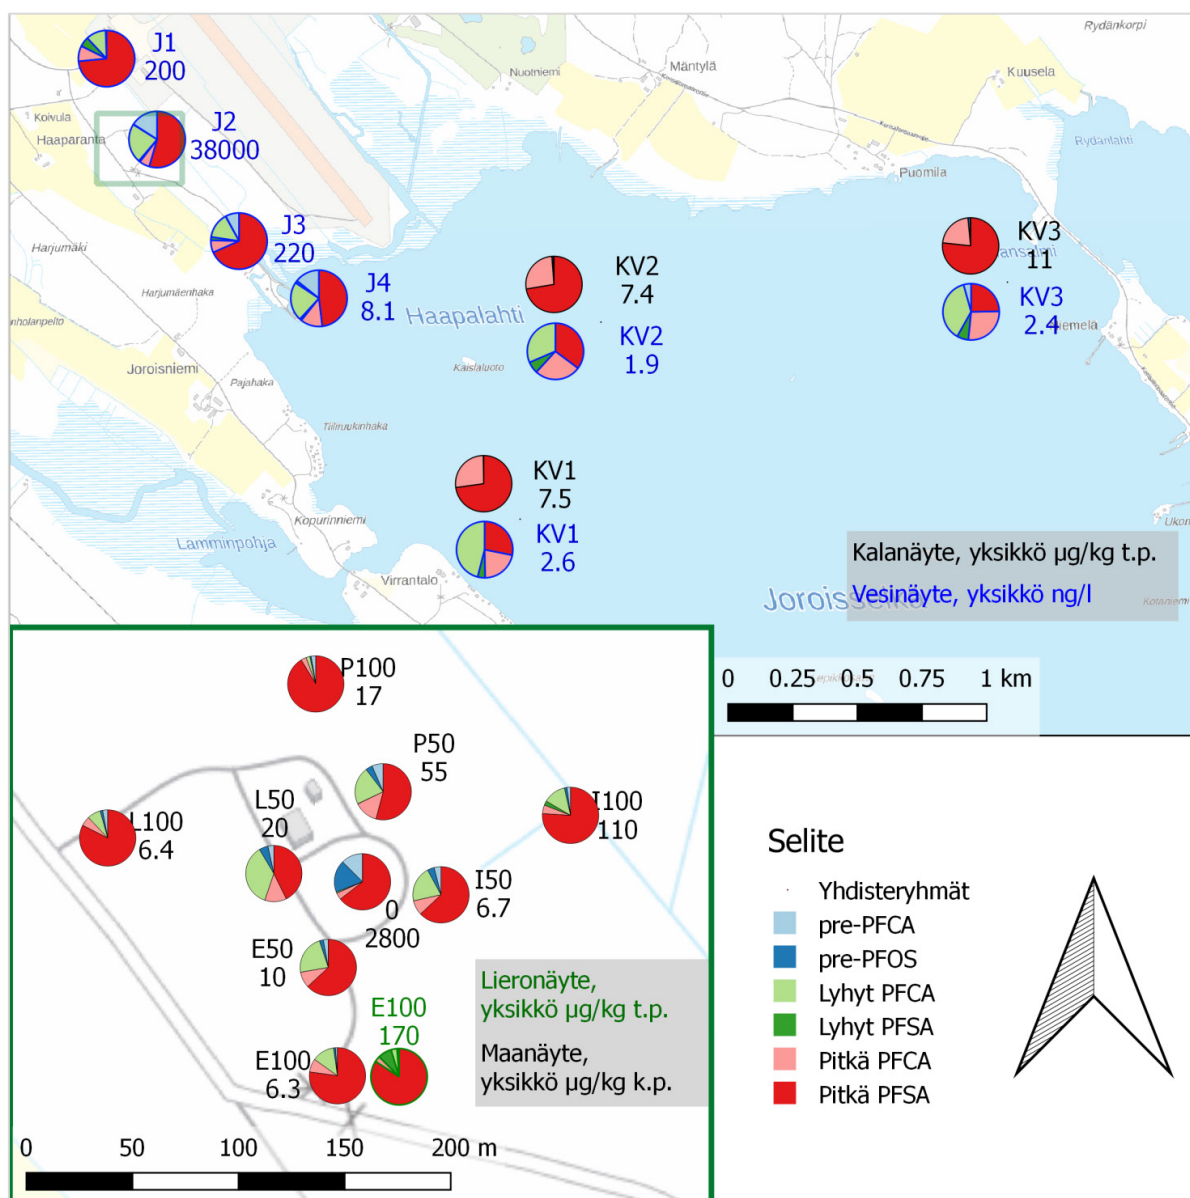 Rydänkorpi
J1
200
Nuotniemi
Mäntylä
Kuusela
Koivula
Haaparanta
J2
38000
Rydänlahti
Puomila
Harjumäki
J3
220
KV3
11
KV2
7.4
J4
8.1
Harjumäenhaka
Haapalahti
KV3
2.4
Niemelä
KV2
1.9
Joroisniemi
Pajahaka
Kaislaluoto
Tiiliruukinhaka
KV1
7.5
Kopurinniemi
Lamminpohja
KV1
2.6
Virrantalo
Kalanäyte, yksikkö µg/kg t.p.
Vesinäyte, yksikkö ng/l
Kotaniemi
0 0.25 0.5 0.75 1 km
P100
17
P50
55
L50
20
L100
6.4
I100
110
0
2800
I50
6.7
E50
10
E100
170
E100
6.3
Lieronäyte,
yksikkö µg/kg t.p.
Maanäyte,
yksikkö µg/kg k.p.
0 50 100 150 200 m
Selite
Yhdisteryhmät
pre-PFCA
pre-PFOS
Lyhyt PFCA
Lyhyt PFSA
Pitkä PFCA
Pitkä PFSA